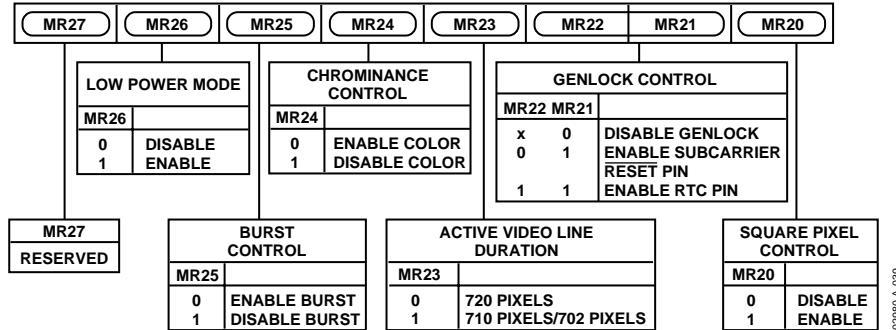 MR27 MR26 MR25 MR24 MR23 MR22 MR21 MR20
LOW POWER MODE
MR26
0 DISABLE
1 ENABLE
CHROMINANCE
CONTROL
MR24
0 ENABLE COLOR
1 DISABLE COLOR
GENLOCK CONTROL
MR22 MR21
x 0 DISABLE GENLOCK
0 1 ENABLE SUBCARRIER
RESET PIN
1 1 ENABLE RTC PIN
MR27
RESERVED
BURST
CONTROL
MR25
0 ENABLE BURST
1 DISABLE BURST
ACTIVE VIDEO LINE
DURATION
MR23
0 720 PIXELS
1 710 PIXELS/702 PIXELS
SQUARE PIXEL
CONTROL
MR20
0 DISABLE
1 ENABLE